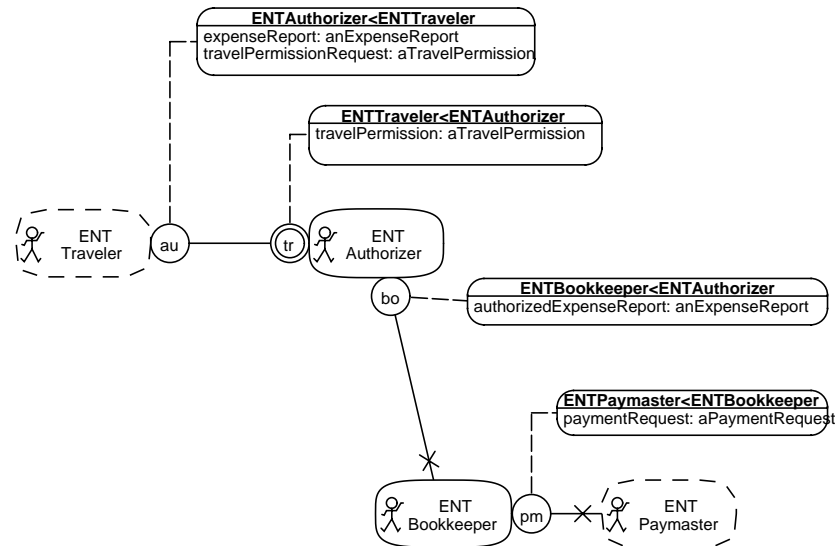 ENTAuthorizer<ENTTraveler
expenseReport: anExpenseReport
travelPermissionRequest: aTravelPermission
ENTTraveler<ENTAuthorizer
travelPermission: aTravelPermission
ENT
Traveler
au
tr
ENT
Authorizer
bo
ENTBookkeeper<ENTAuthorizer
authorizedExpenseReport: anExpenseReport
ENTPaymaster<ENTBookkeeper
paymentRequest: aPaymentRequest
ENT
Bookkeeper
pm
ENT
Paymaster